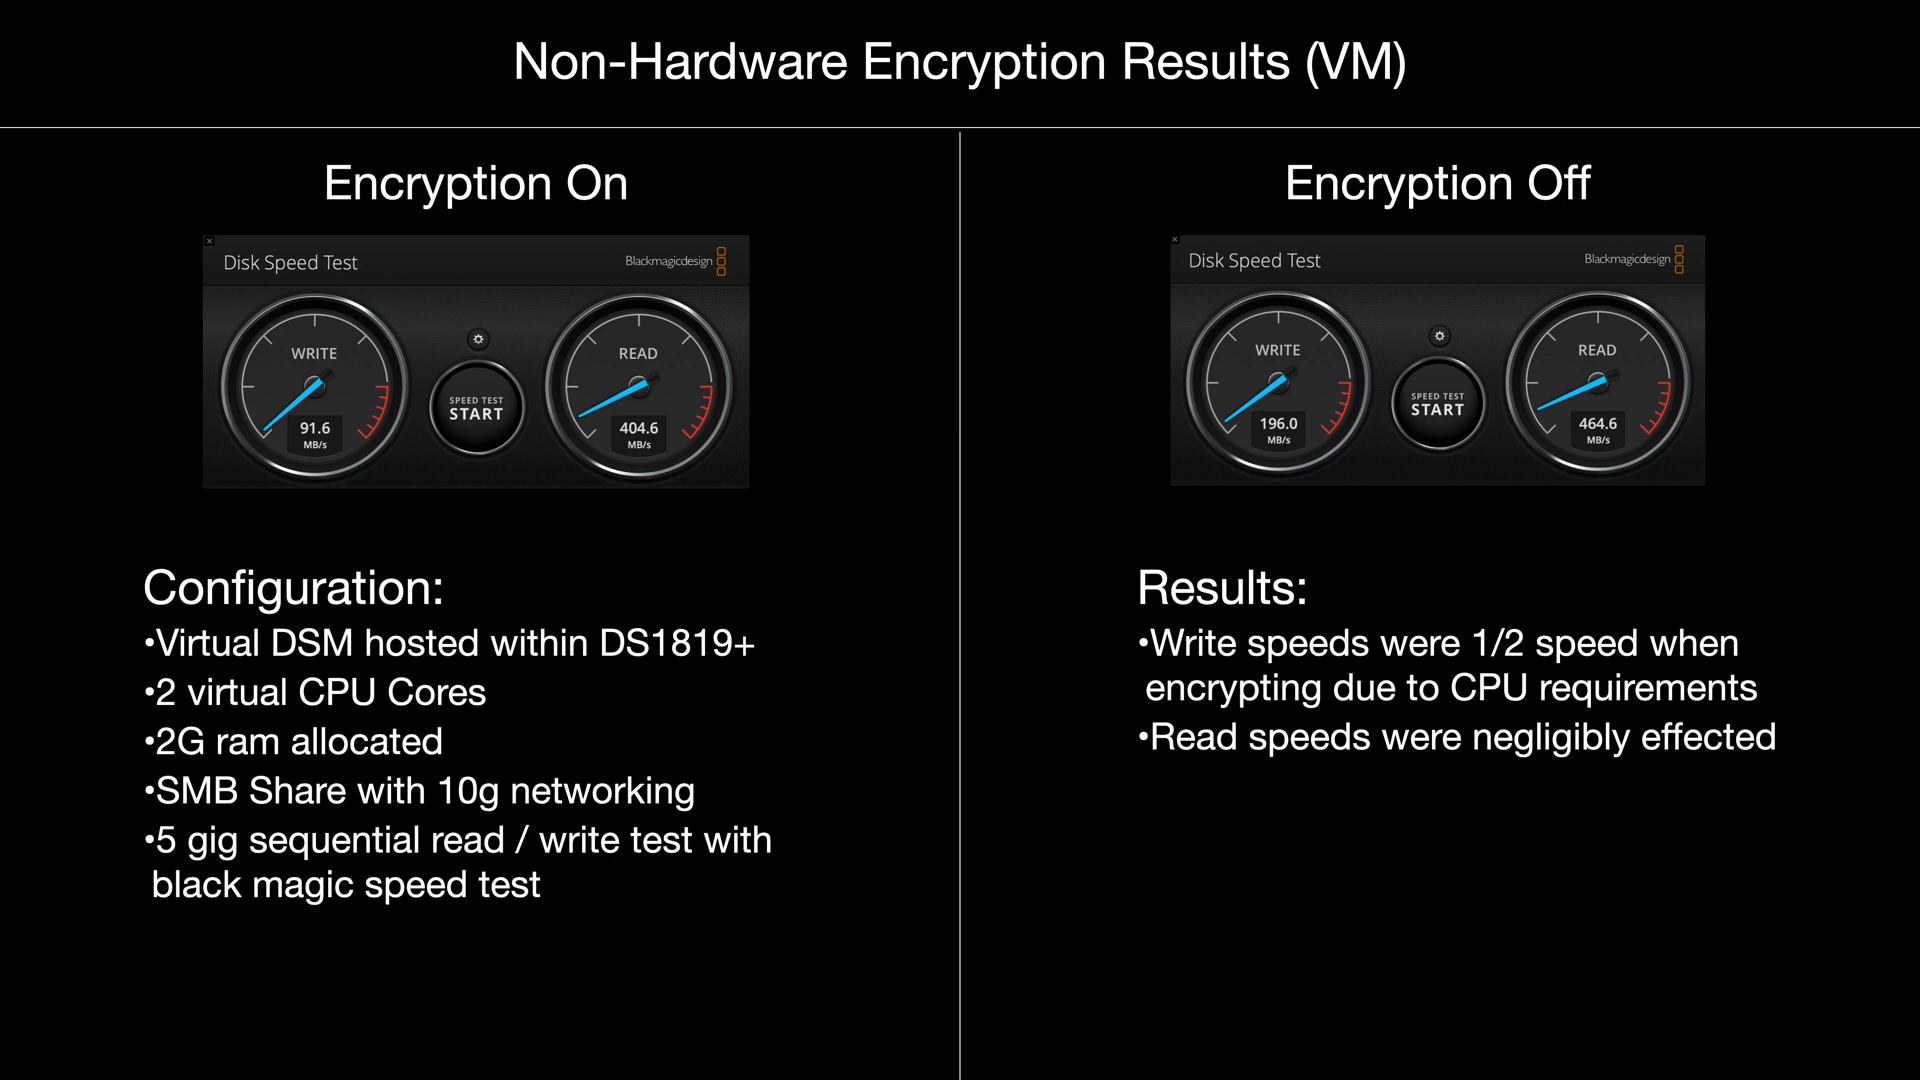 Non-Hardware Encryption Results (VM)
Encryption On
Disk Speed Test
Blackmagicdesign
WRITE
91.6
MB/s
SPEED TEST
START
READ
404.6
MB/s
Configuration:
•Virtual DSM hosted within DS1819+
•2 virtual CPU Cores
•2G ram allocated
•SMB Share with 10g networking
•5 gig sequential read / write test with
black magic speed test
Encryption Off
Disk Speed Test
Blackmagicdesign
WRITE
196.0
MB/s
SPEED TEST
START
READ
464.6
MB/s
Results:
•Write speeds were 1/2 speed when
encrypting due to CPU requirements
•Read speeds were negligibly effected